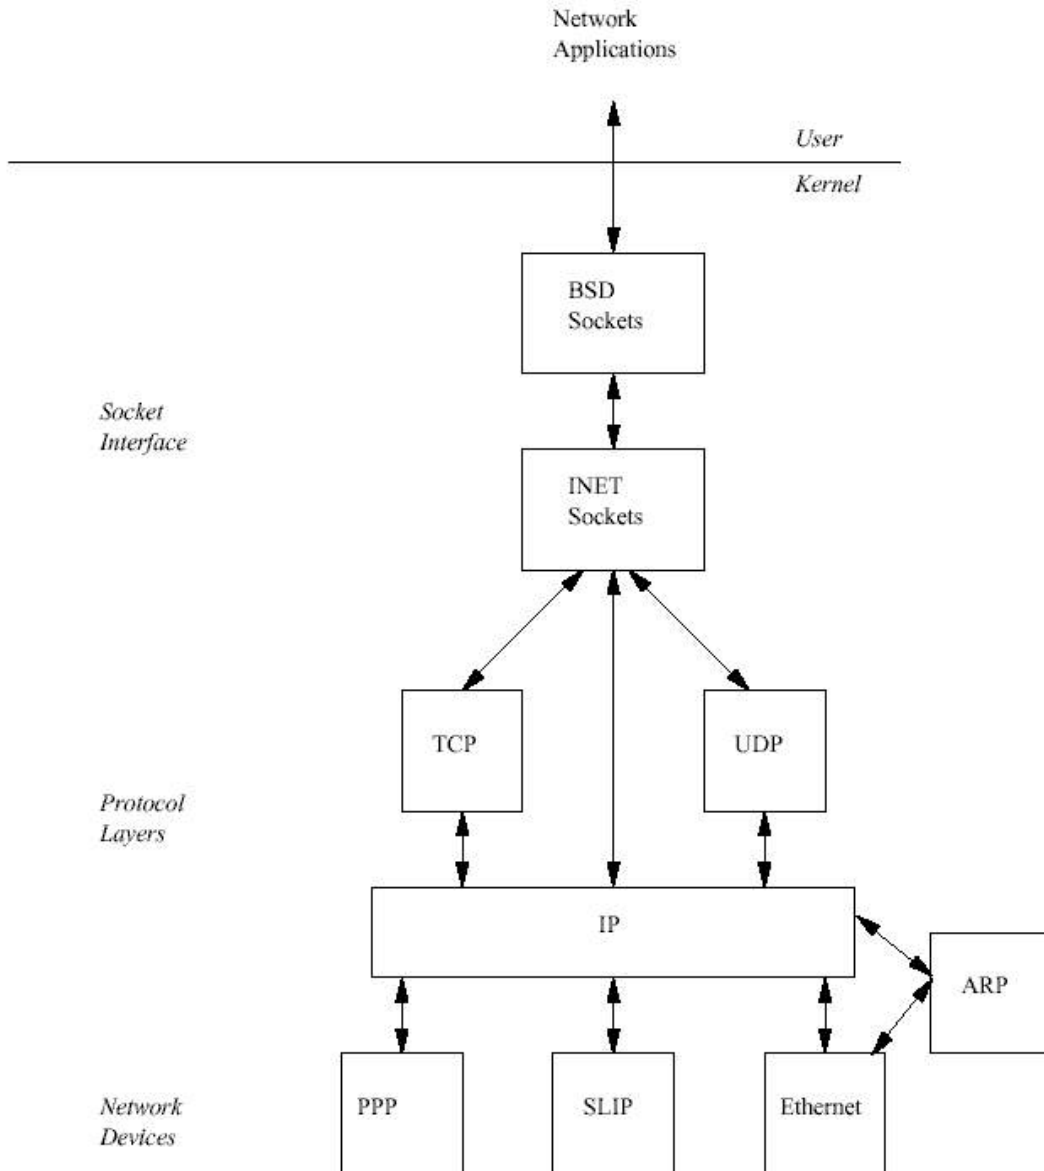 Network
Applications
User
Kernel
BSD
Sockets
Socket
Interface
INET
Sockets
TCP
UDP
Protocol
Layers
IP
ARP
PPP
SLIP
Ethernet
Network
Devices